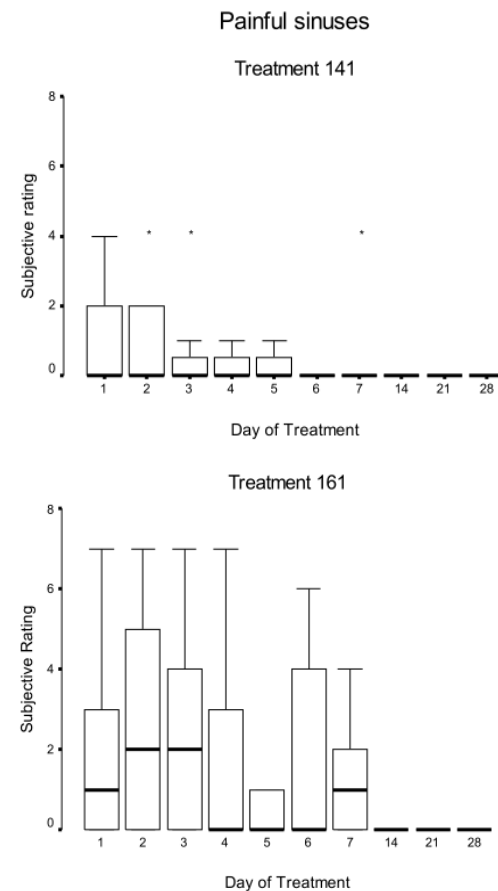 Painful sinuses
Treatment 141
8
6
4
2
0
Subjective rating
* * *
1 2 3 4 5 6 7 14 21 28
Day of Treatment
Treatment 161
8
6
4
2
0
Subjective Rating
1 2 3 4 5 6 7 14 21 28
Day of Treatment